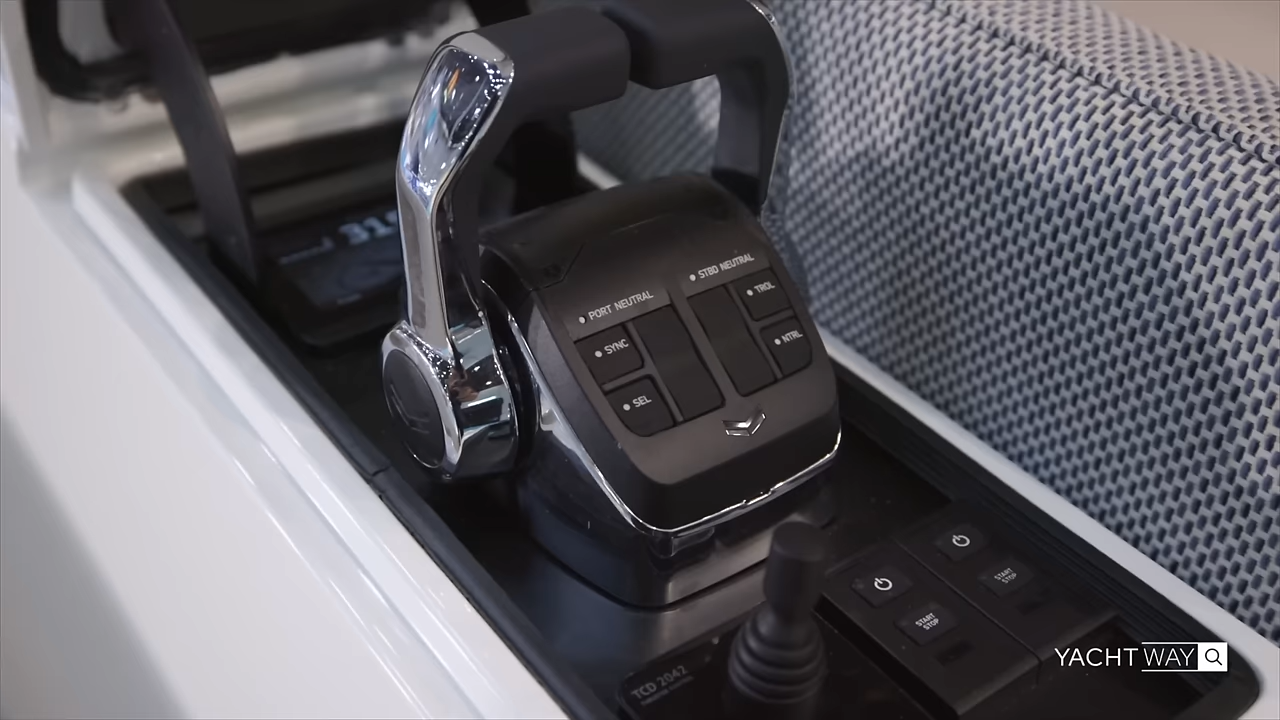 STBD NEUTRAL
PORT NEUTRAL
TROL
SYNC
NTRL
SEL
START
STOP
START
STOP
TCD 2042
YACHTWAY